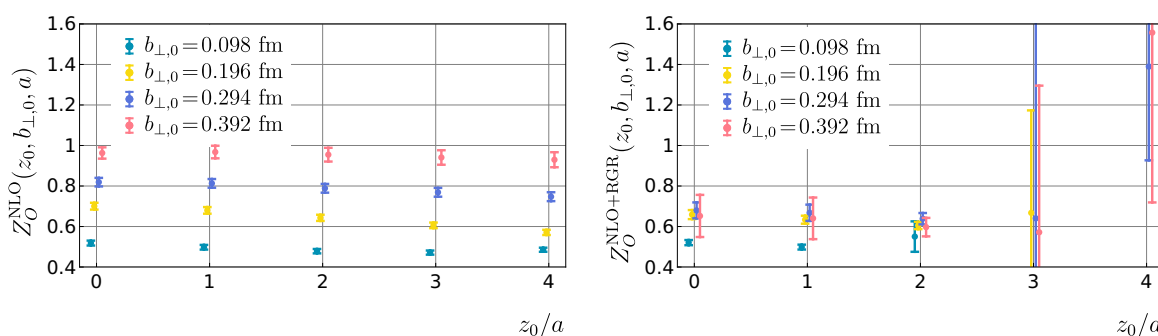 Z_O^{NLO}(z_0, b_{⊥,0}, a)
1.6
1.4
1.2
1
0.8
0.6
0.4
b_{⊥,0}=0.098 fm
b_{⊥,0}=0.196 fm
b_{⊥,0}=0.294 fm
b_{⊥,0}=0.392 fm
0 1 2 3 4
z_0/a
Z_O^{NLO+RGR}(z_0, b_{⊥,0}, a)
1.6
1.4
1.2
1
0.8
0.6
0.4
b_{⊥,0}=0.098 fm
b_{⊥,0}=0.196 fm
b_{⊥,0}=0.294 fm
b_{⊥,0}=0.392 fm
0 1 2 3 4
z_0/a